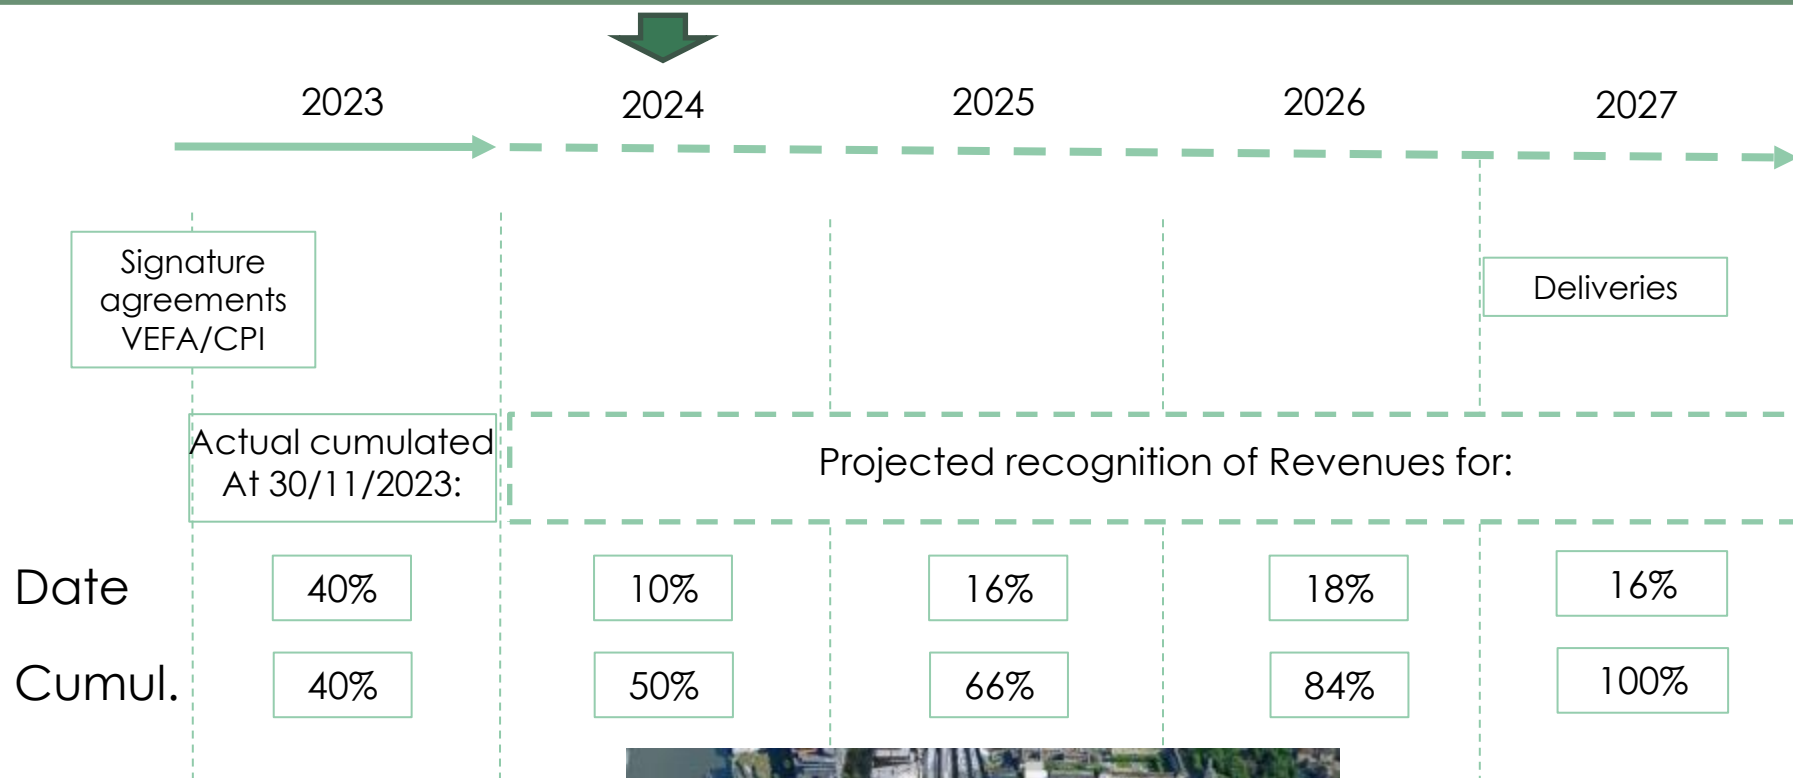 2023 2024 2025 2026 2027
Signature
agreements
VEFA/CPI
Deliveries
Actual cumulated
At 30/11/2023:
Projected recognition of Revenues for:
Date 40% 10% 16% 18% 16%
Cumul. 40% 50% 66% 84% 100%